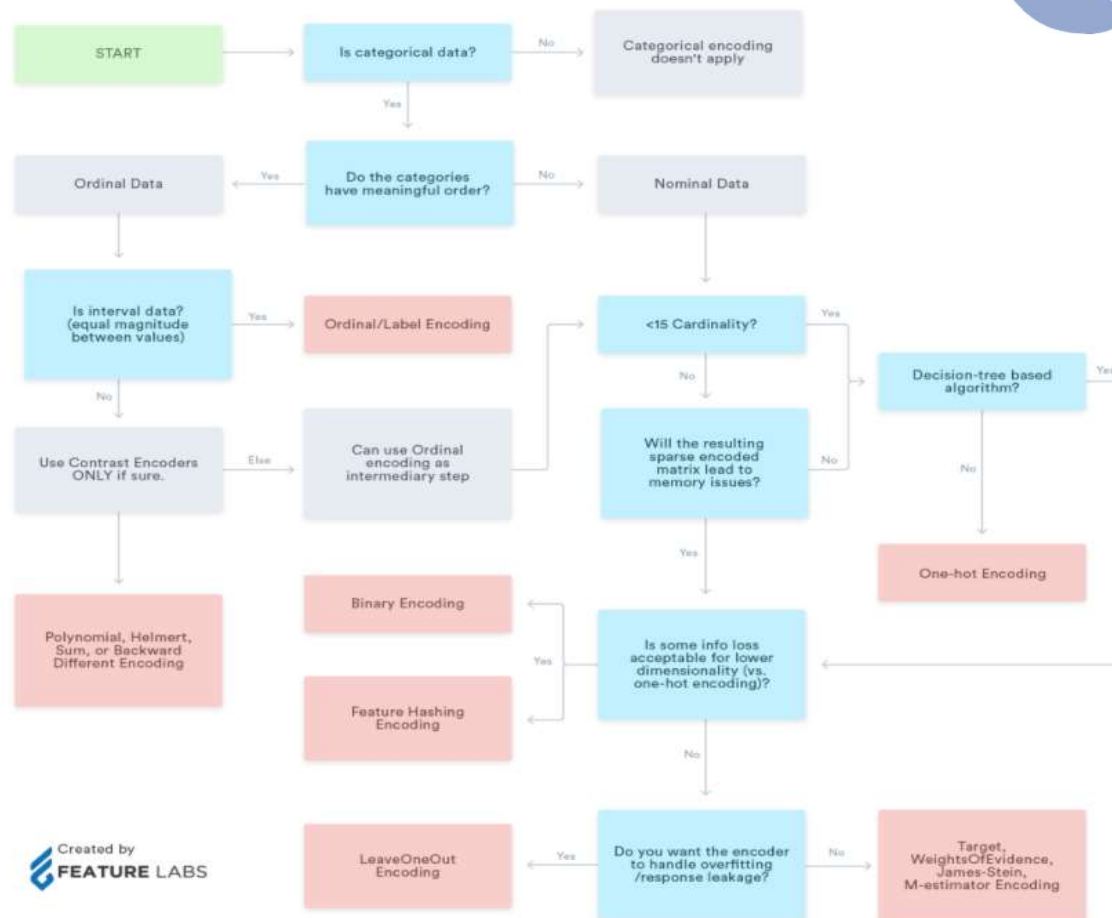 START
Is categorical data?
No
Categorical encoding
doesn't apply
Yes
Ordinal Data
Yes
Do the categories
have meaningful order?
No
Nominal Data
Is interval data?
(equal magnitude
between values)
Yes
Ordinal/Label Encoding
<15 Cardinality?
Yes
Decision-tree based
algorithm?
Yes
No
No
Use Contrast Encoders
ONLY if sure.
Else
Can use Ordinal
encoding as
intermediary step
Will the resulting
sparse encoded
matrix lead to
memory issues?
No
No
Yes
One-hot Encoding
Polynomial, Helmert,
Sum, or Backward
Different Encoding
Binary Encoding
Yes
Feature Hashing
Encoding
Is some info loss
acceptable for lower
dimensionality (vs.
one-hot encoding)?
No
Created by
FEATURE LABS
LeaveOneOut
Encoding
Yes
Do you want the encoder
to handle overfitting
/response leakage?
No
Target,
WeightsOfEvidence,
James-Stein,
M-estimator Encoding